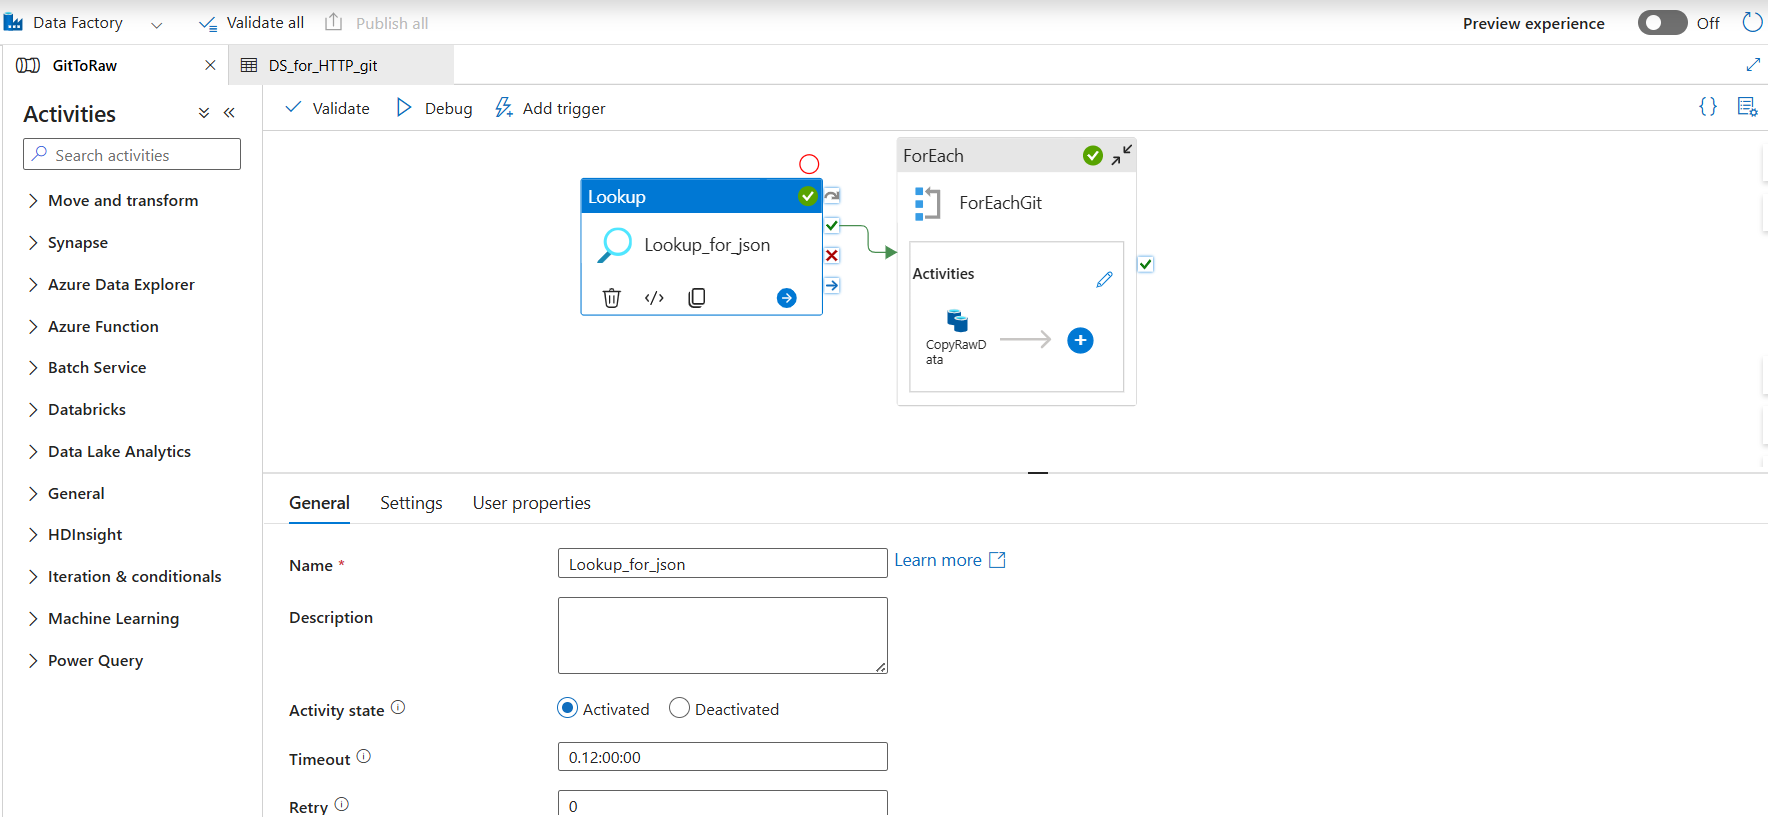 Data Factory
Validate all
Publish all
Preview experience
Off
GitToRaw
DS_for_HTTP_git
Activities
Validate
Debug
Add trigger
{}
Search activities
Move and transform
Synapse
Azure Data Explorer
Azure Function
Batch Service
Databricks
Data Lake Analytics
General
HDInsight
Iteration & conditionals
Machine Learning
Power Query
Lookup
Lookup_for_json
ForEach
ForEachGit
Activities
CopyRawD
ata
General
Settings
User properties
Name *
Lookup_for_json
Learn more
Description
Activity state
Activated
Deactivated
Timeout
0.12:00:00
Retry
0